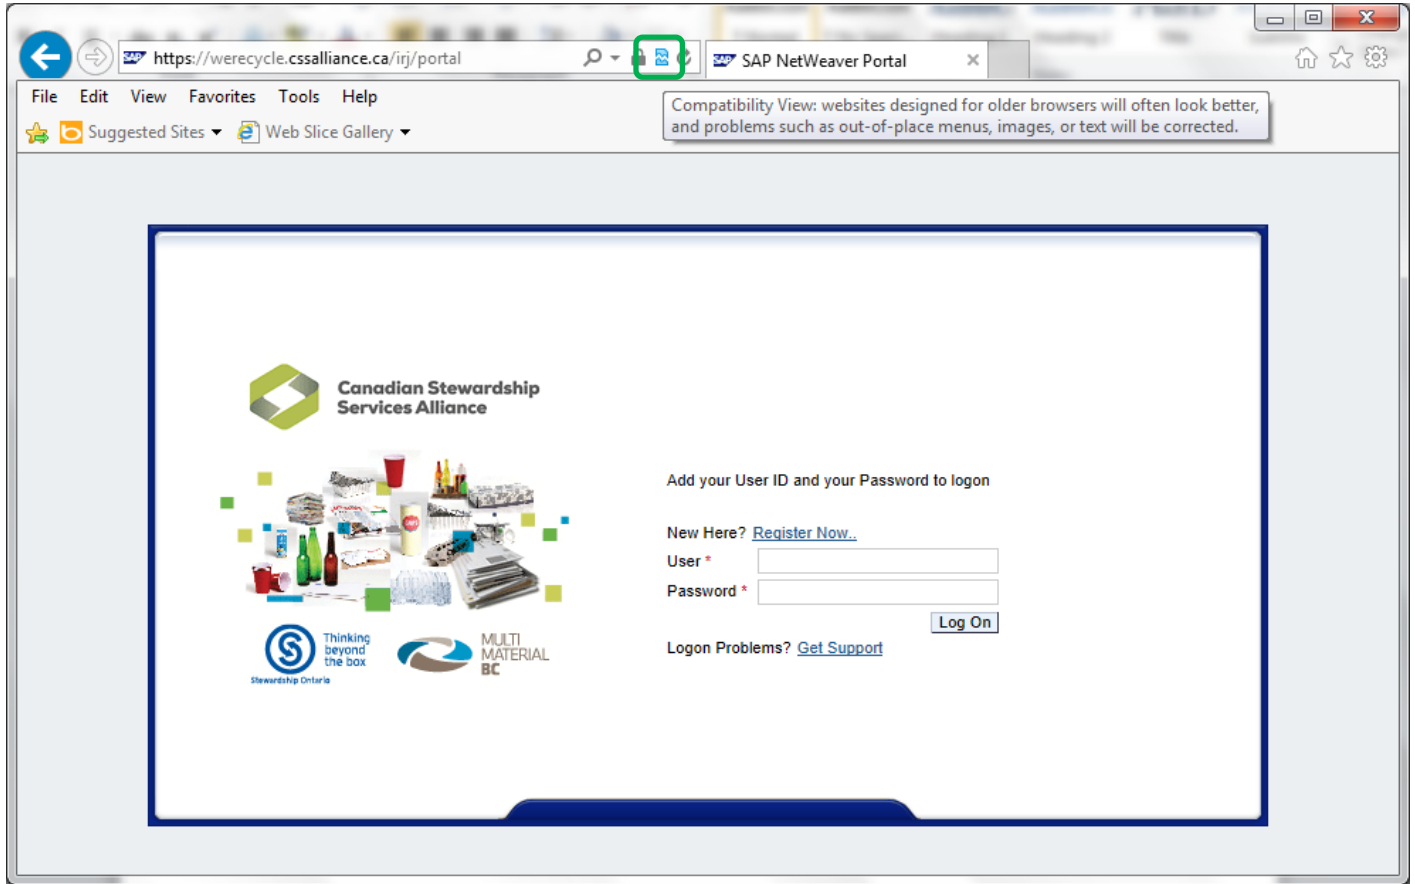 https://werecycle.cssalliance.ca/irj/portal
SAP SAP NetWeaver Portal
File Edit View Favorites Tools Help
Suggested Sites Web Slice Gallery
Compatibility View: websites designed for older browsers will often look better,
and problems such as out-of-place menus, images, or text will be corrected.
Canadian Stewardship
Services Alliance
Thinking
beyond
the box
Stewardship Ontario
MULTI
MATERIAL
BC
Add your User ID and your Password to logon
New Here? Register Now..
User *
Password *
Log On
Logon Problems? Get Support